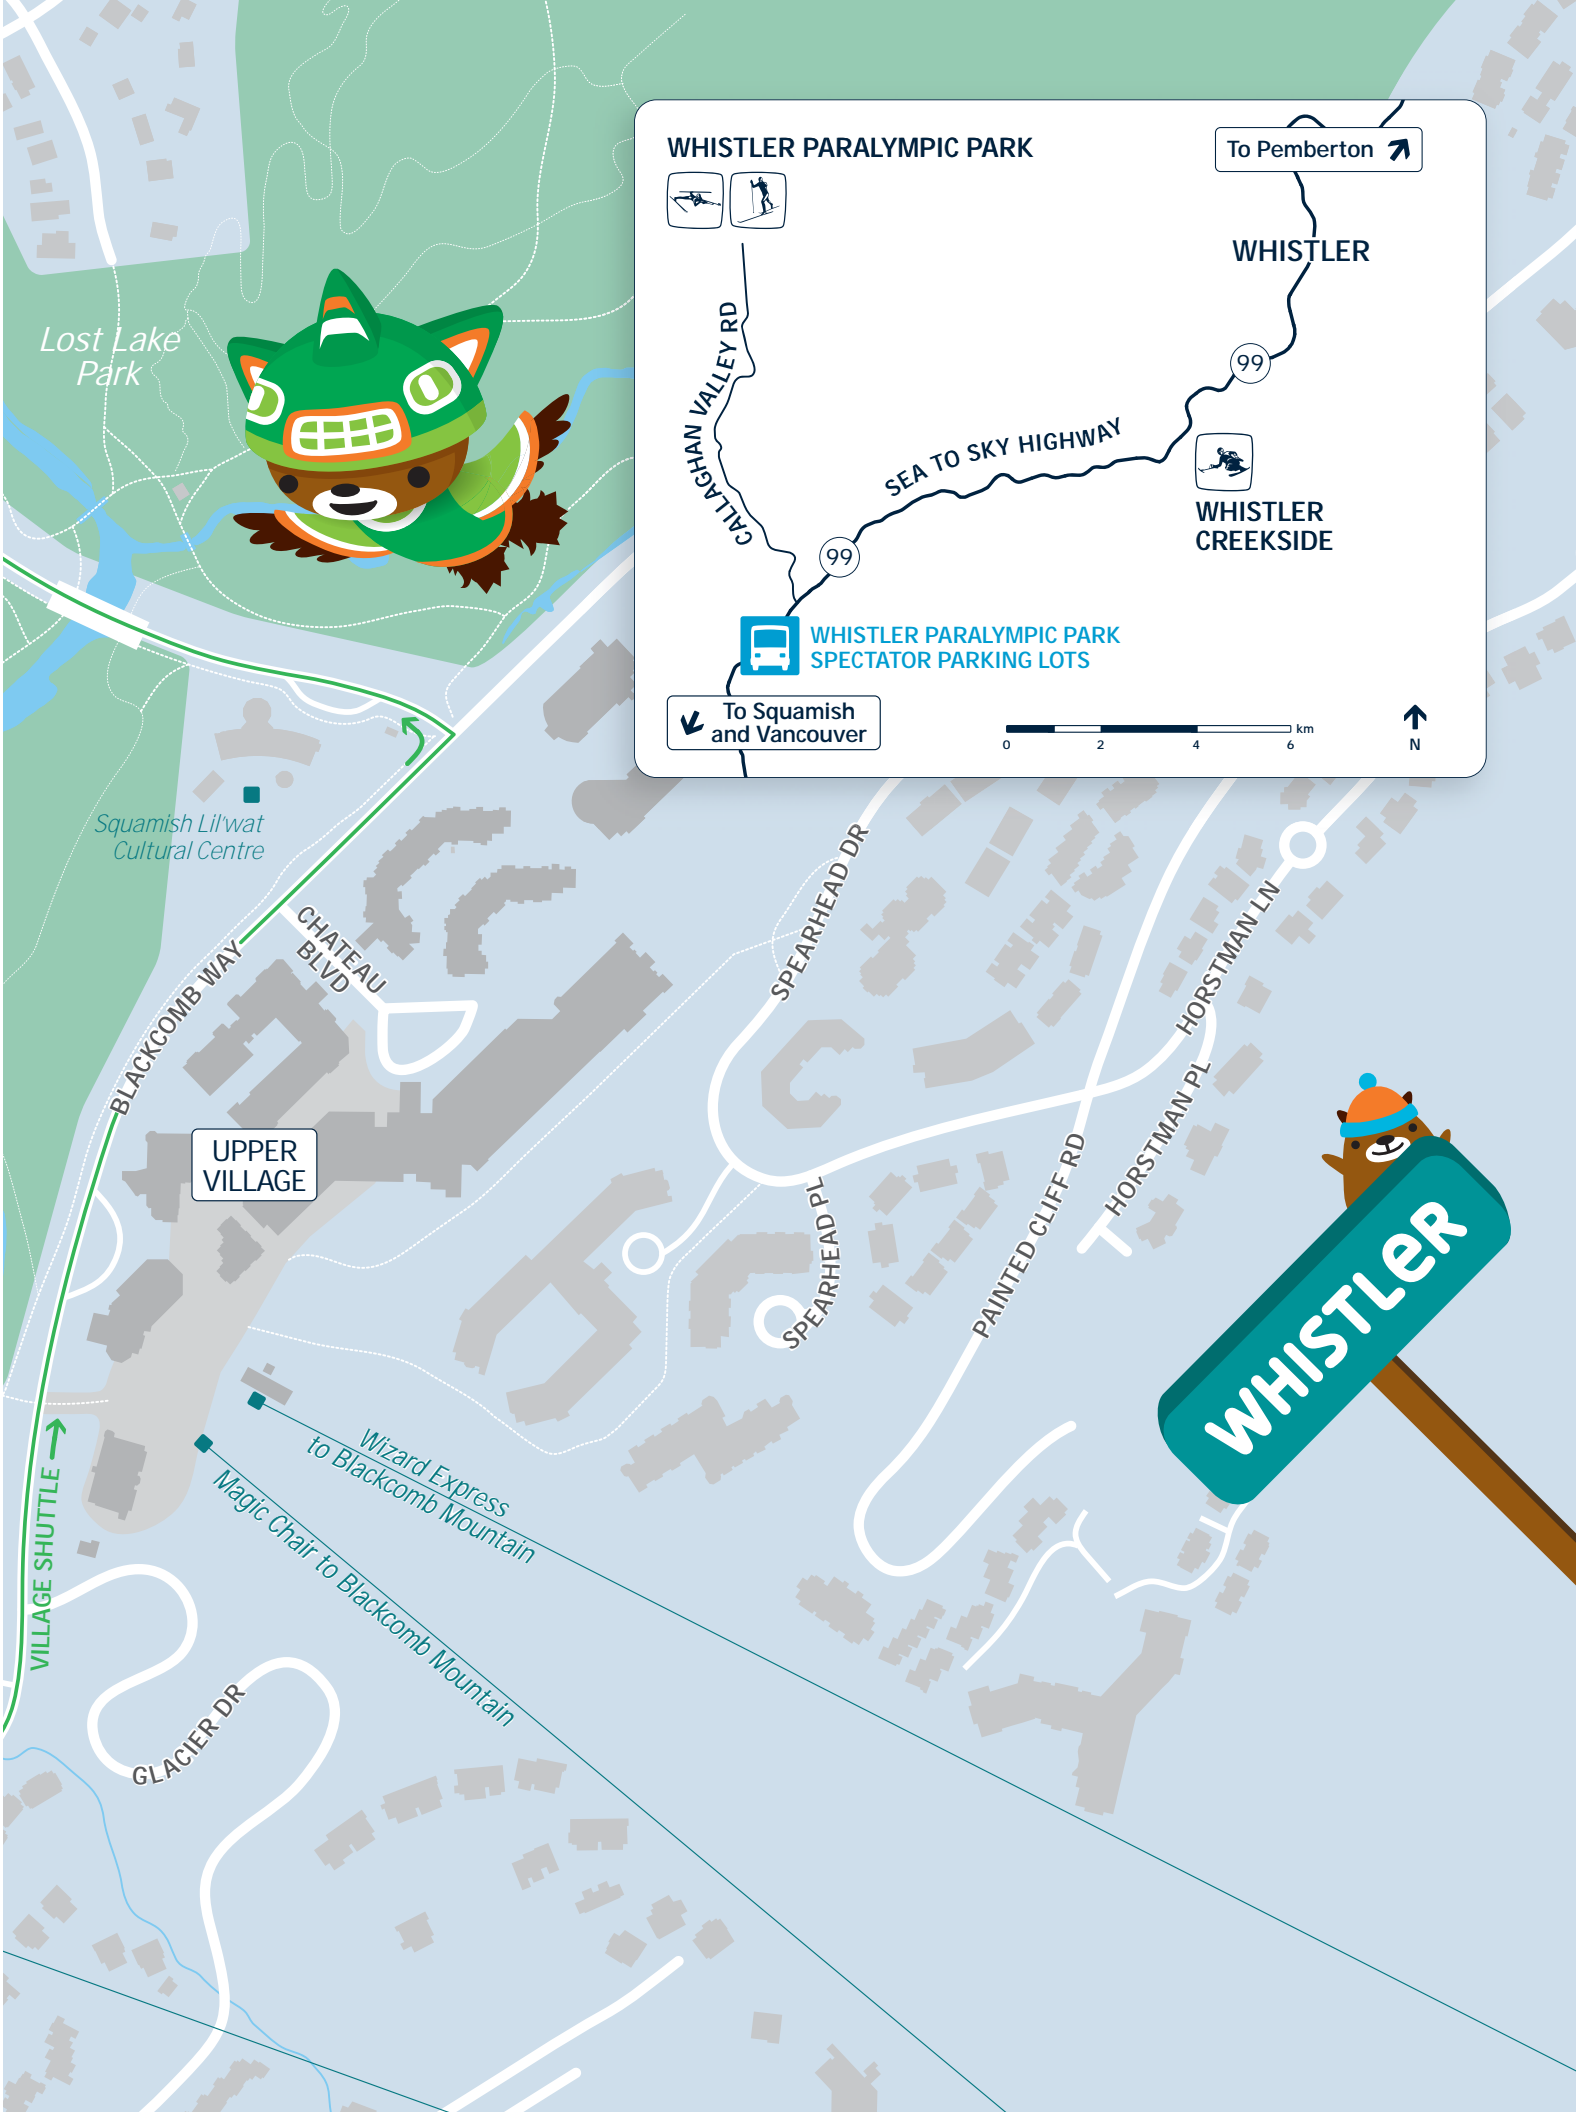 WHISTLER PARALYMPIC PARK
To Pemberton
WHISTLER
99
CALLAGHAN VALLEY RD
SEA TO SKY HIGHWAY
WHISTLER
CREEKSIDE
99
WHISTLER PARALYMPIC PARK
SPECTATOR PARKING LOTS
To Squamish
and Vancouver
km
0 2 4 6
N
Lost Lake
Park
Squamish Lil'wat
Cultural Centre
CHATEAU
BLVD
BLACKCOMB WAY
SPEARHEAD DR
HORSTMAN LN
HORSTMAN PL
UPPER
VILLAGE
SPEARHEAD PL
PAINTED CLIFF RD
WHISTLeR
Wizard Express
to Blackcomb Mountain
Magic Chair to Blackcomb Mountain
VILLAGE SHUTTLE
GLACIER DR